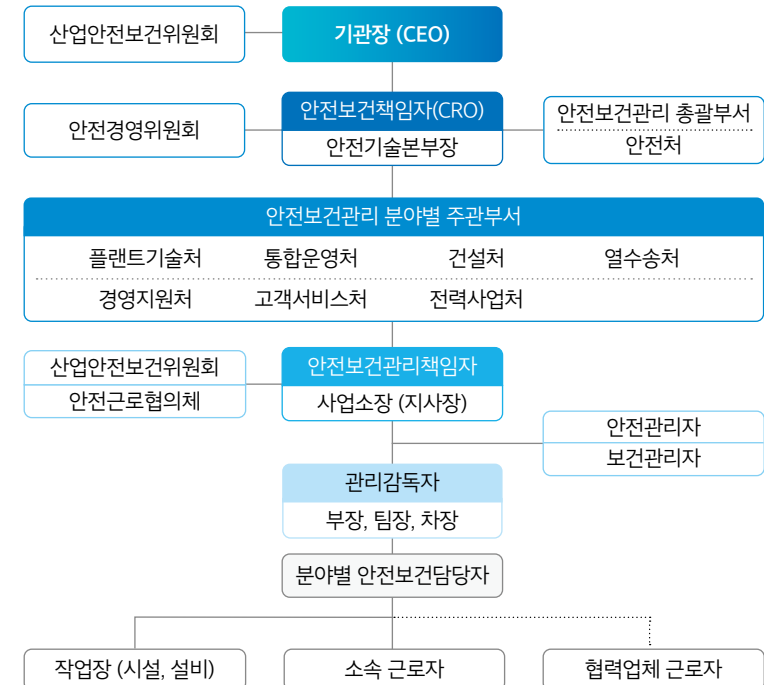 산업안전보건위원회
기관장 (CEO)
안전경영위원회
안전보건책임자(CRO)
안전기술본부장
안전보건관리 총괄부서
안전처
안전보건관리 분야별 주관부서
플랜트기술처 통합운영처 건설처 열수송처
경영지원처 고객서비스처 전력사업처
산업안전보건위원회
안전근로협의체
안전보건관리책임자
사업소장 (지사장)
안전관리자
보건관리자
관리감독자
부장, 팀장, 차장
분야별 안전보건담당자
작업장 (시설, 설비)
소속 근로자
협력업체 근로자